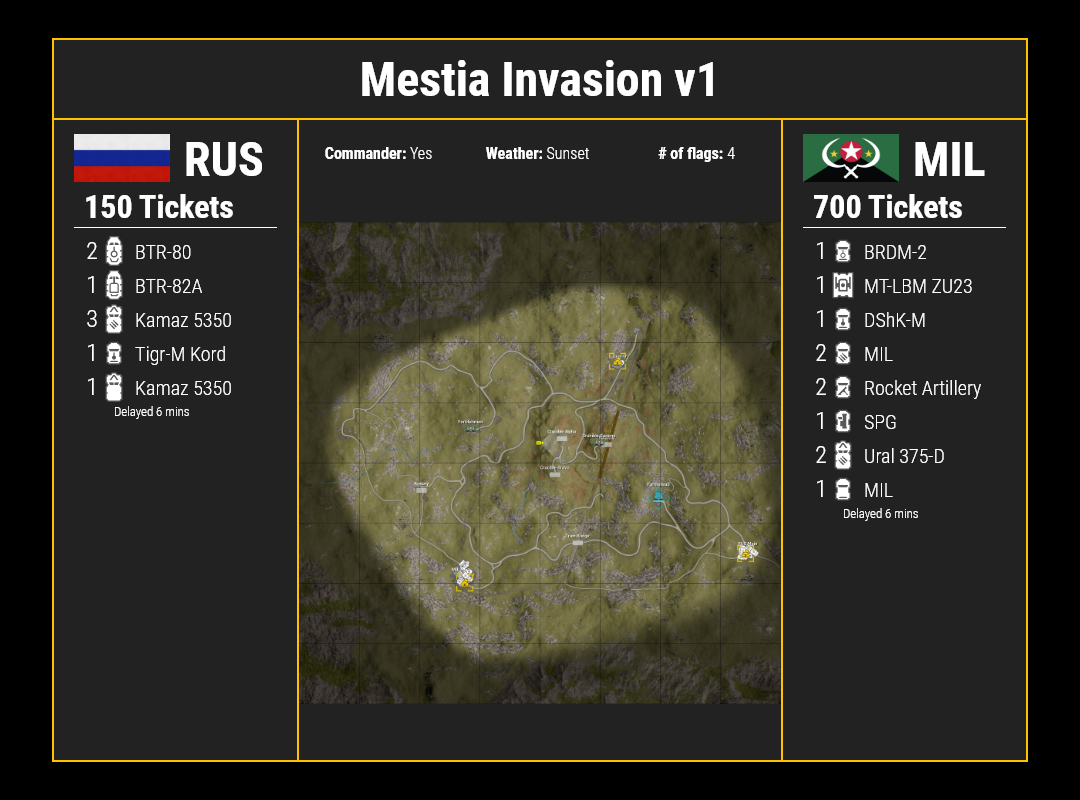 Mestia Invasion v1
RUS
150 Tickets
2 BTR-80
1 BTR-82A
3 Kamaz 5350
1 Tigr-M Kord
1 Kamaz 5350
Delayed 6 mins
Commander: Yes
Weather: Sunset
# of flags: 4
MIL
700 Tickets
1 BRDM-2
1 MT-LBM ZU23
1 DShK-M
2 MIL
2 Rocket Artillery
1 SPG
2 Ural 375-D
1 MIL
Delayed 6 mins